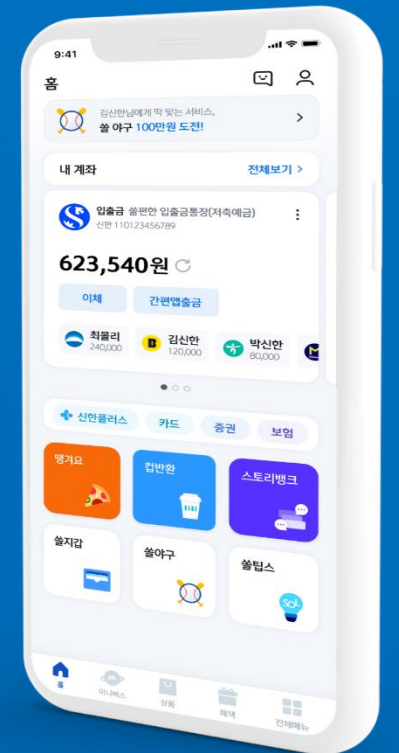 9:41
홈
김신한님에게 딱 맞는 서비스,
쏠 야구 100만원 도전!
내 계좌
전체보기 >
입출금 쏠편한 입출금통장(저축예금)
신한 110123456789
623,540원
이체
간편앱출금
최몰리
240,000
김신한
120,000
박신한
80,000
신한플러스
카드
증권
보험
땡겨요
컵반환
스토리뱅크
쏠지갑
쏠야구
쏠팁스
SOL
홈
머니버스
상품
혜택
전체메뉴